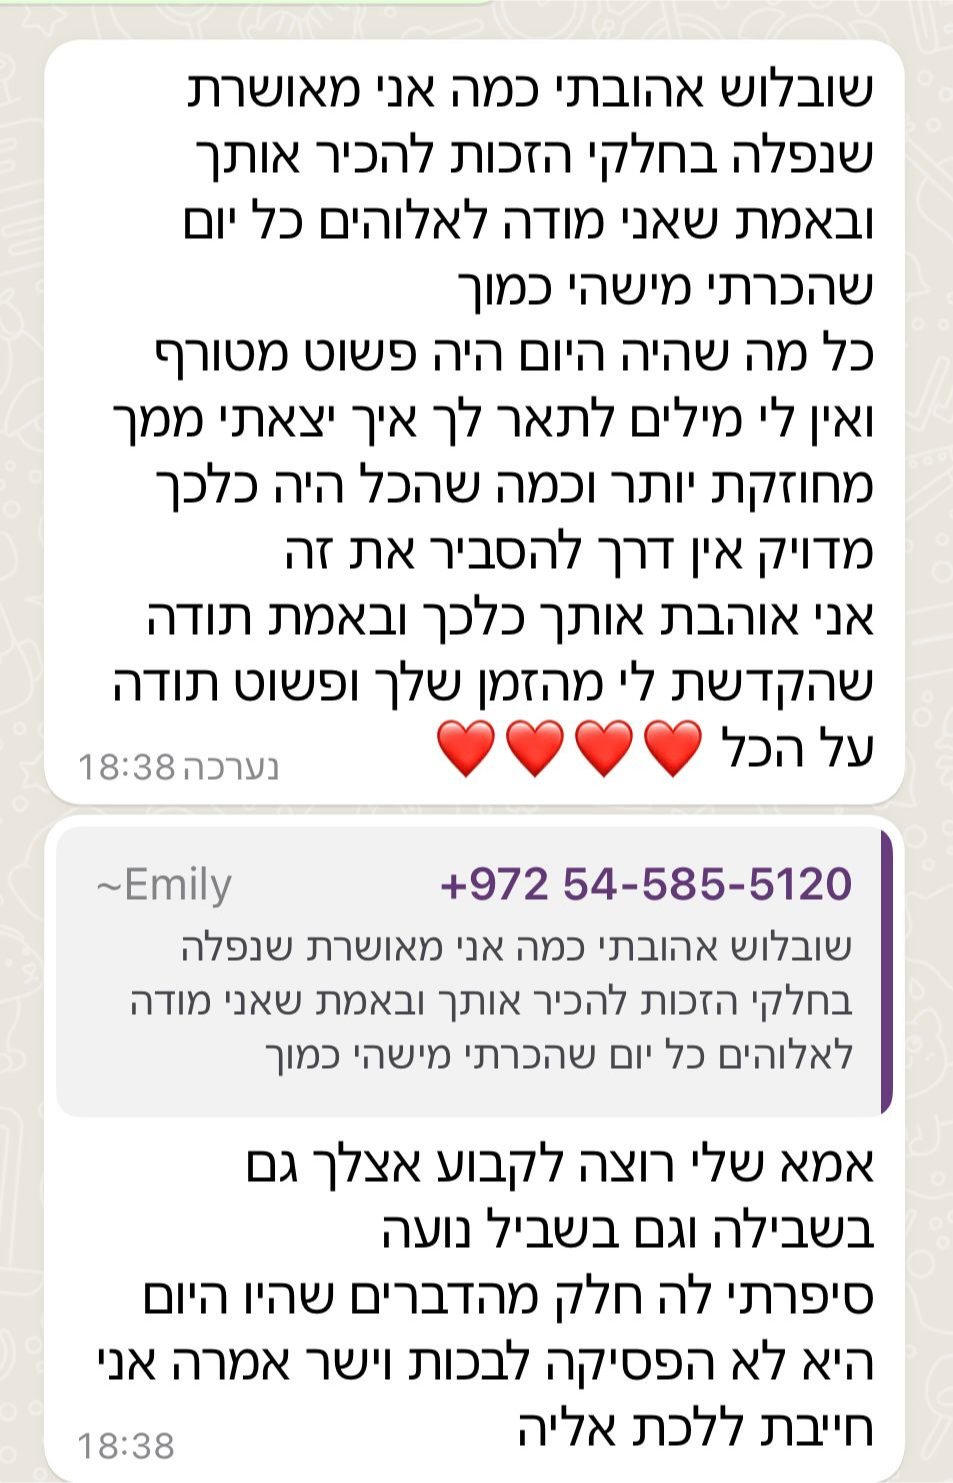 שובלוש אהובתי כמה אני מאושרת
שנפלה בחלקי הזכות להכיר אותך
ובאמת שאני מודה לאלוהים כל יום
שהכרתי מישהי כמוך
כל מה שהיה היום היה פשוט מטורף
ואין לי מילים לתאר לך איך יצאתי ממך
מחוזקת יותר וכמה שהכל היה כלכך
מדויק אין דרך להסביר את זה
אני אוהבת אותך כלכך ובאמת תודה
שהקדשת לי מהזמן שלך ופשוט תודה
על הכל ❤️❤️❤️❤️
נערכה 18:38
+972 54-585-5120 ~Emily
שובלוש אהובתי כמה אני מאושרת שנפלה
בחלקי הזכות להכיר אותך ובאמת שאני מודה
לאלוהים כל יום שהכרתי מישהי כמוך
אמא שלי רוצה לקבוע אצלך גם
בשבילה וגם בשביל נועה
סיפרתי לה חלק מהדברים שהיו היום
היא לא הפסיקה לבכות וישר אמרה אני
חייבת ללכת אליה
18:38